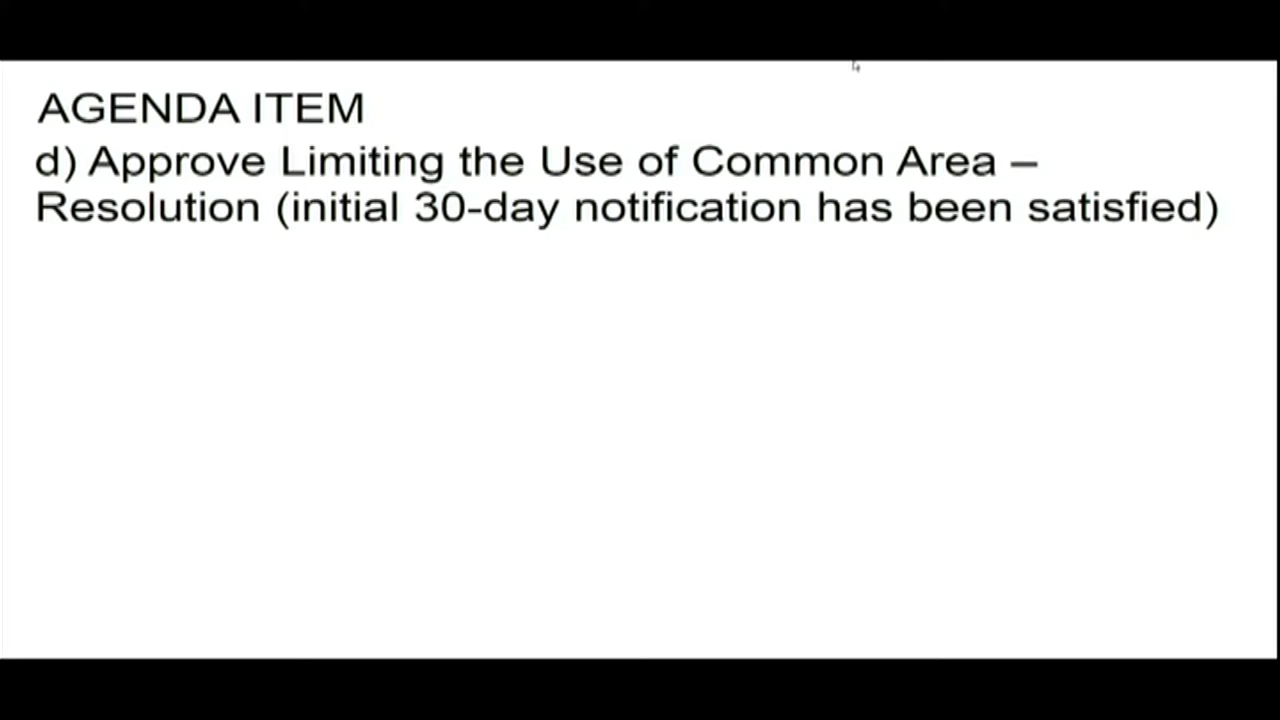 AGENDA ITEM
d) Approve Limiting the Use of Common Area –
Resolution (initial 30-day notification has been satisfied)